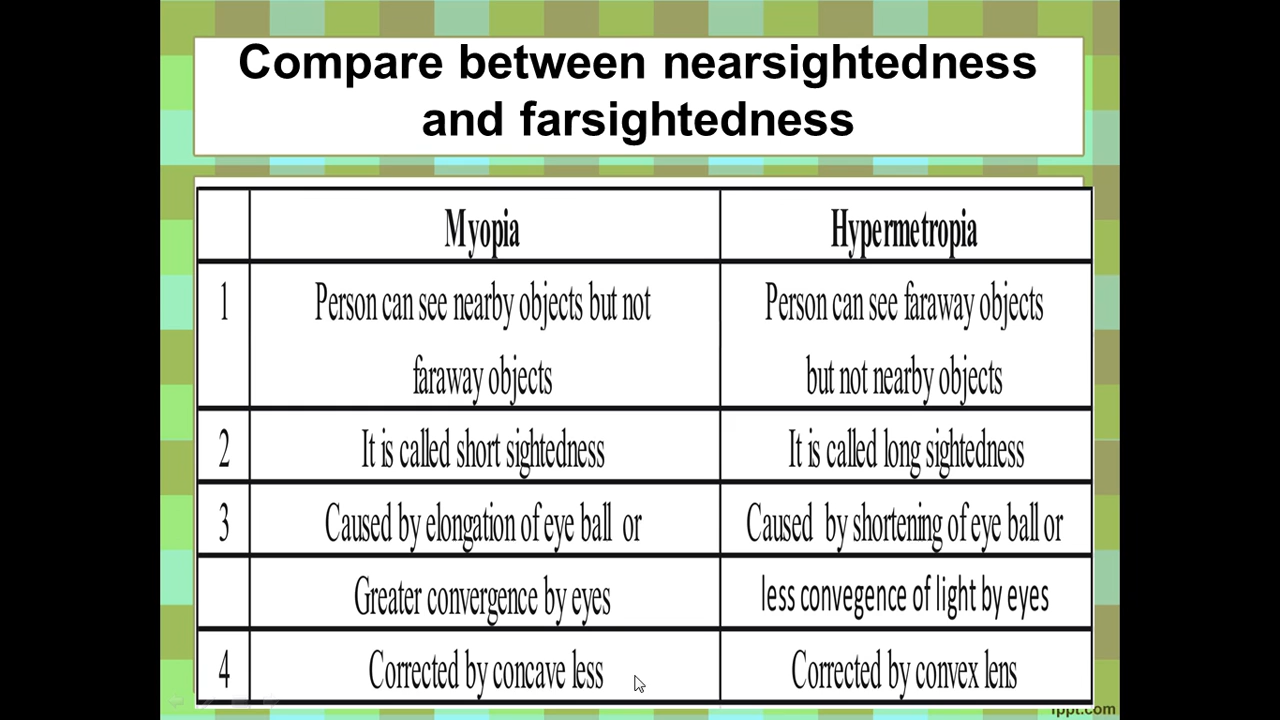 Compare between nearsightedness
and farsightedness
Myopia
Hypermetropia
1
Person can see nearby objects but not
faraway objects
Person can see faraway objects
but not nearby objects
2
It is called short sightedness
It is called long sightedness
3
Caused by elongation of eye ball or
Caused by shortening of eye ball or
Greater convergence by eyes
less convegence of light by eyes
4
Corrected by concave less
Corrected by convex lens
fppt.com